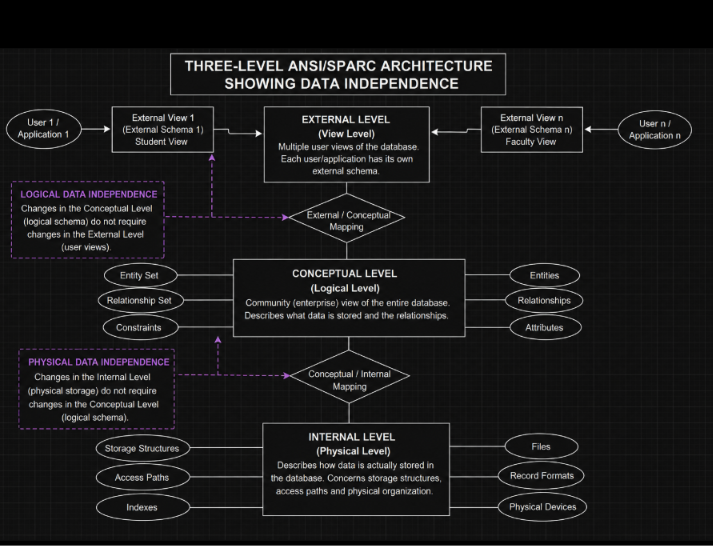 THREE-LEVEL ANSI/SPARC ARCHITECTURE
SHOWING DATA INDEPENDENCE
User 1 /
Application 1
External View 1
(External Schema 1)
Student View
EXTERNAL LEVEL
(View Level)
Multiple user views of the database.
Each user/application has its own
external schema.
External View n
(External Schema n)
Faculty View
User n /
Application n
LOGICAL DATA INDEPENDENCE
Changes in the Conceptual Level
(logical schema) do not require
changes in the External Level
(user views).
External / Conceptual
Mapping
Entity Set
Relationship Set
Constraints
CONCEPTUAL LEVEL
(Logical Level)
Community (enterprise) view of the entire database.
Describes what data is stored and the relationships.
Entities
Relationships
Attributes
PHYSICAL DATA INDEPENDENCE
Changes in the Internal Level
(physical storage) do not require
changes in the Conceptual Level
(logical schema).
Conceptual / Internal
Mapping
Storage Structures
Access Paths
Indexes
INTERNAL LEVEL
(Physical Level)
Describes how data is actually stored in
the database. Concerns storage structures,
access paths and physical organization.
Files
Record Formats
Physical Devices